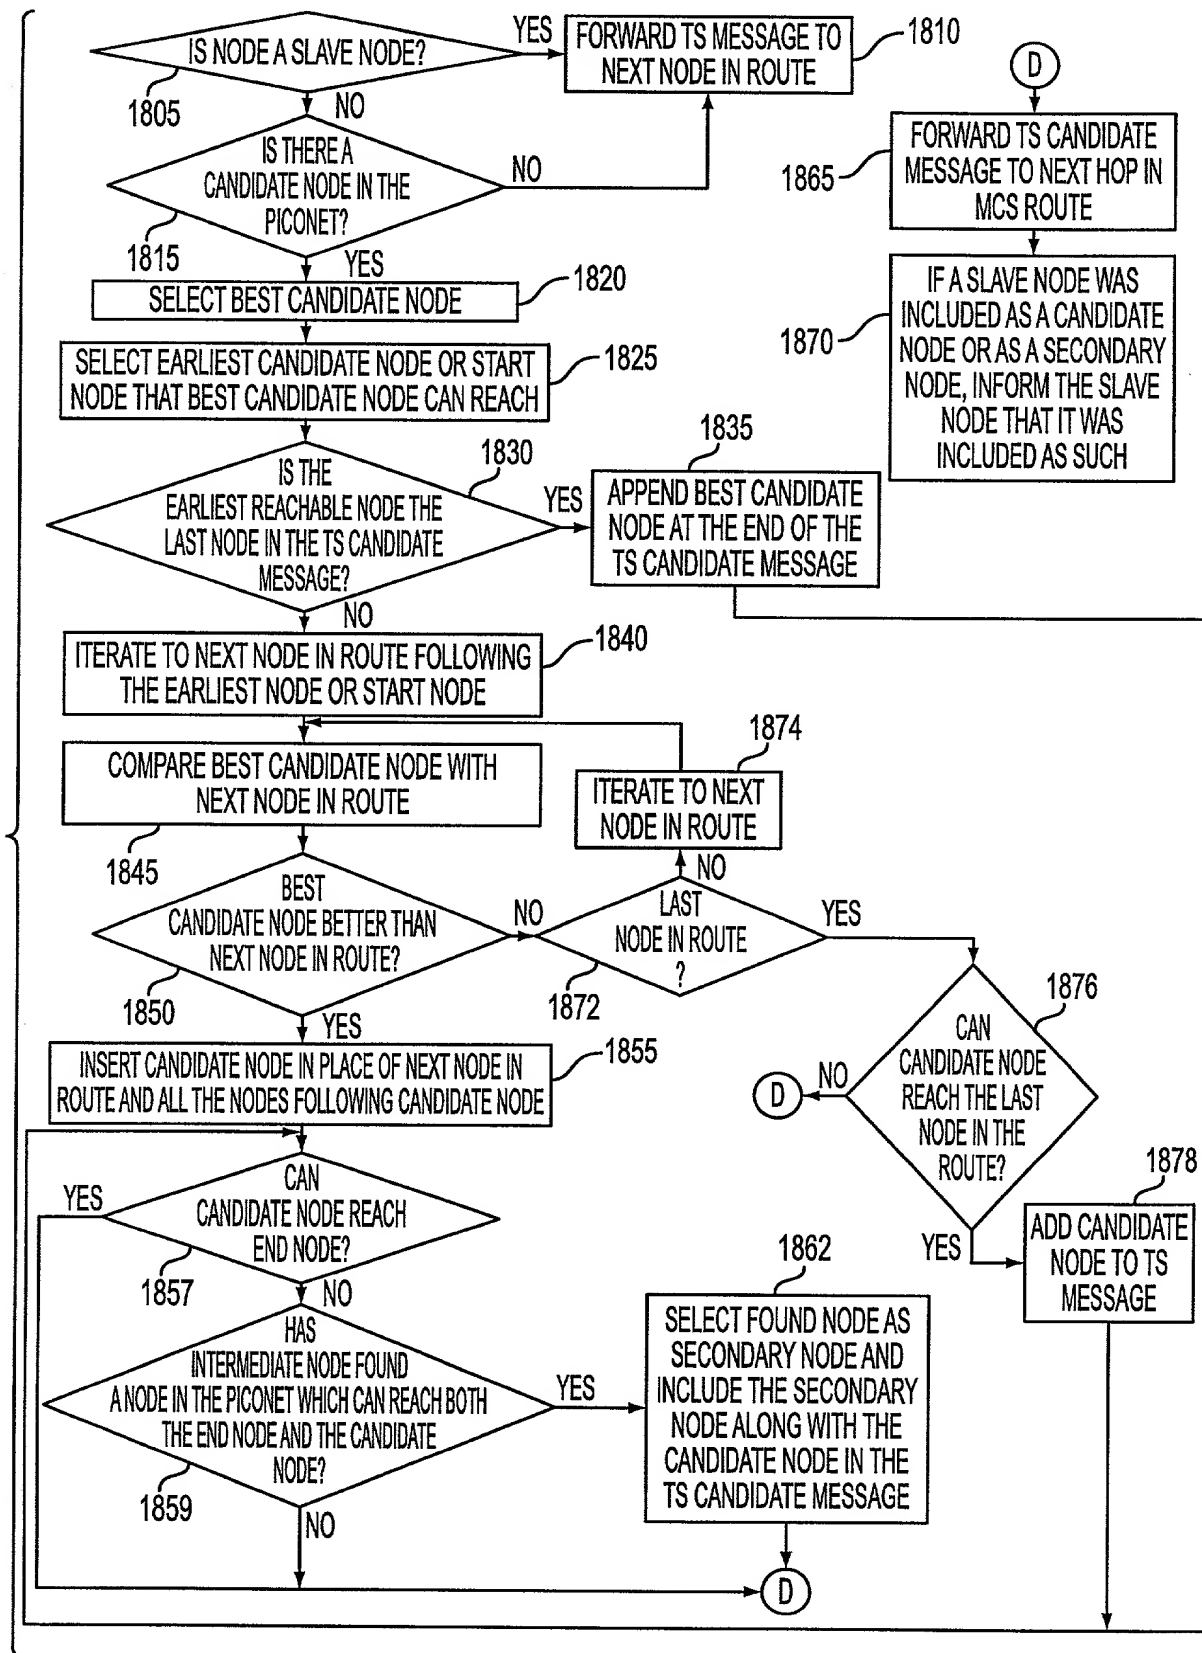 IS NODE A SLAVE NODE?
1805
YES
NO
FORWARD TS MESSAGE TO
NEXT NODE IN ROUTE
1810
IS THERE A
CANDIDATE NODE IN THE
PICONET?
1815
NO
YES
SELECT BEST CANDIDATE NODE
1820
SELECT EARLIEST CANDIDATE NODE OR START
NODE THAT BEST CANDIDATE NODE CAN REACH
1825
IS THE
EARLIEST REACHABLE NODE THE
LAST NODE IN THE TS CANDIDATE
MESSAGE?
1830
YES
NO
APPEND BEST CANDIDATE
NODE AT THE END OF THE
TS CANDIDATE MESSAGE
1835
D
FORWARD TS CANDIDATE
MESSAGE TO NEXT HOP IN
MCS ROUTE
1865
IF A SLAVE NODE WAS
INCLUDED AS A CANDIDATE
NODE OR AS A SECONDARY
NODE, INFORM THE SLAVE
NODE THAT IT WAS
INCLUDED AS SUCH
1870
ITERATE TO NEXT NODE IN ROUTE FOLLOWING
THE EARLIEST NODE OR START NODE
1840
COMPARE BEST CANDIDATE NODE WITH
NEXT NODE IN ROUTE
1845
1874
ITERATE TO NEXT
NODE IN ROUTE
NO
BEST
CANDIDATE NODE BETTER THAN
NEXT NODE IN ROUTE?
1850
NO
YES
LAST
NODE IN ROUTE
?
1872
YES
CAN
CANDIDATE NODE
REACH THE LAST
NODE IN THE
ROUTE?
1876
NO
D
YES
ADD CANDIDATE
NODE TO TS
MESSAGE
1878
INSERT CANDIDATE NODE IN PLACE OF NEXT NODE IN
ROUTE AND ALL THE NODES FOLLOWING CANDIDATE NODE
1855
CAN
CANDIDATE NODE REACH
END NODE?
1857
YES
NO
HAS
INTERMEDIATE NODE FOUND
A NODE IN THE PICONET WHICH CAN REACH BOTH
THE END NODE AND THE CANDIDATE
NODE?
1859
YES
NO
1862
SELECT FOUND NODE AS
SECONDARY NODE AND
INCLUDE THE SECONDARY
NODE ALONG WITH THE
CANDIDATE NODE IN THE
TS CANDIDATE MESSAGE
D